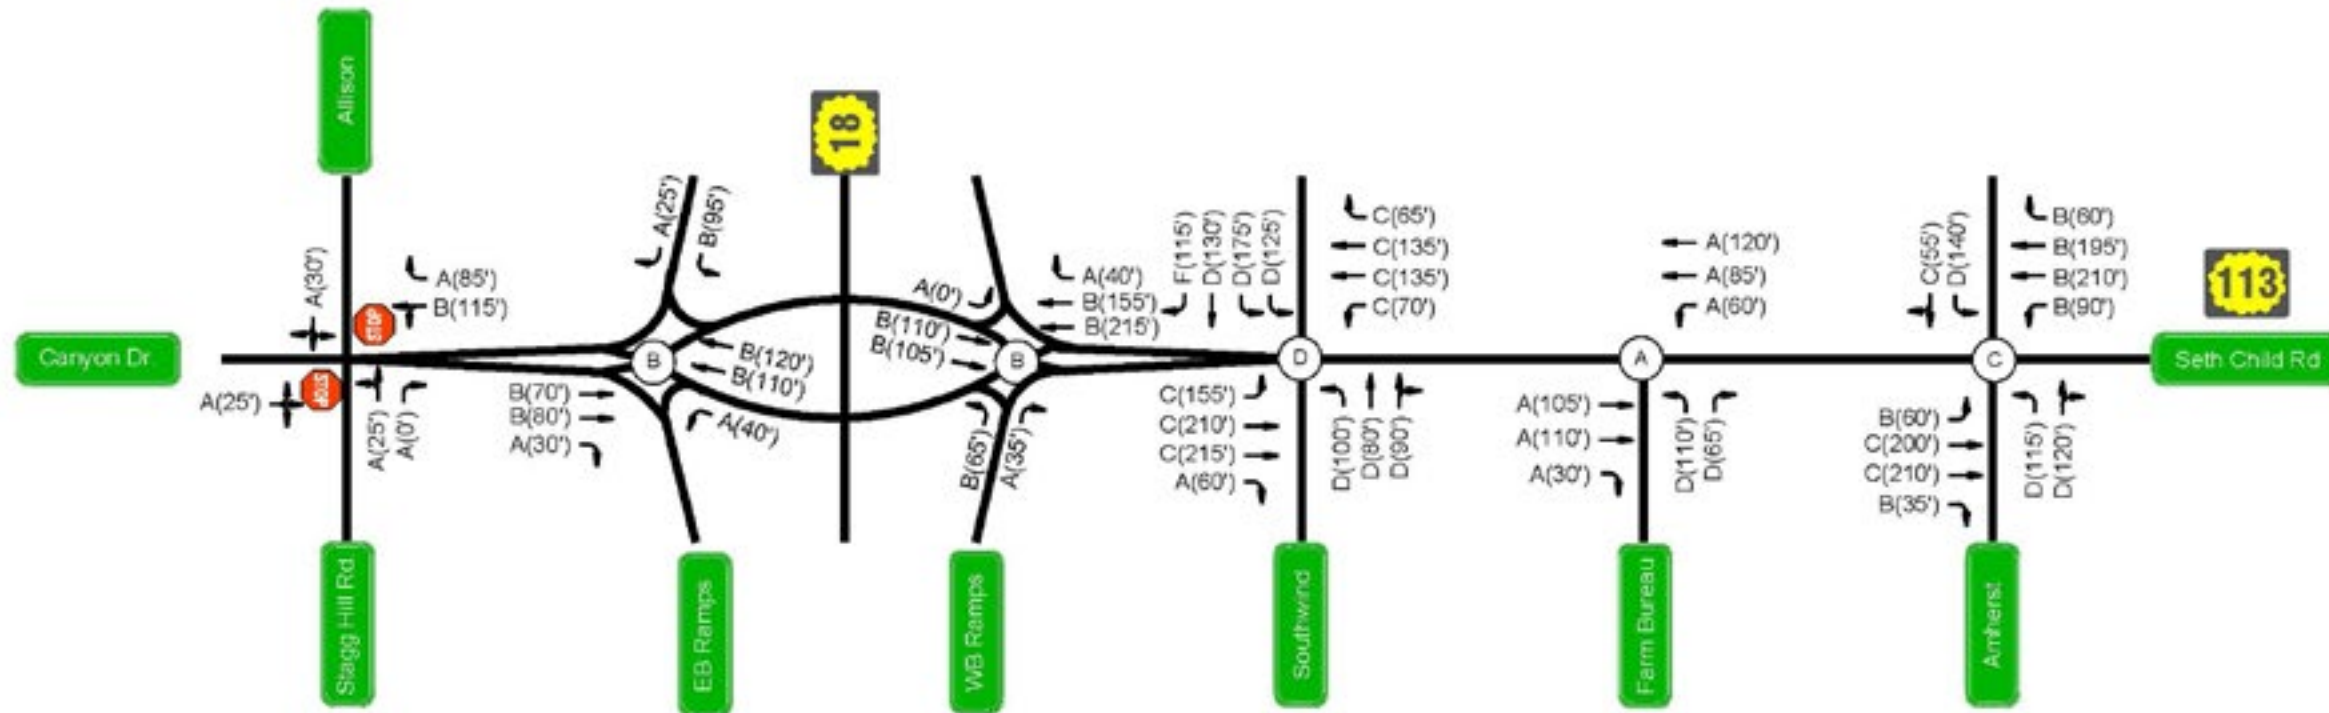 Allison
18
A(25')
B(95')
A(30')
A(85')
B(115')
STOP
Canyon Dr
STOP
A(25')
A(25')
A(0')
B(70')
B(80')
A(30')
B
B(120')
B(110')
A(40')
A(0')
B(110')
B(105')
B
A(40')
B(155')
B(215')
B(65')
A(35')
F(115')
D(130')
D(175')
D(125')
C(65')
C(135')
C(135')
C(70')
D
C(155')
C(210')
C(215')
A(60')
D(100')
D(80')
D(90')
A(120')
A(85')
A(60')
A
A(105')
A(110')
A(30')
D(110')
D(65')
C(55')
D(140')
B(60')
B(195')
B(210')
B(90')
C
B(60')
C(200')
C(210')
B(35')
D(115')
D(120')
113
Seth Child Rd
Stagg Hill Rd
EB Ramps
WB Ramps
Southwind
Farm Bureau
Amherst